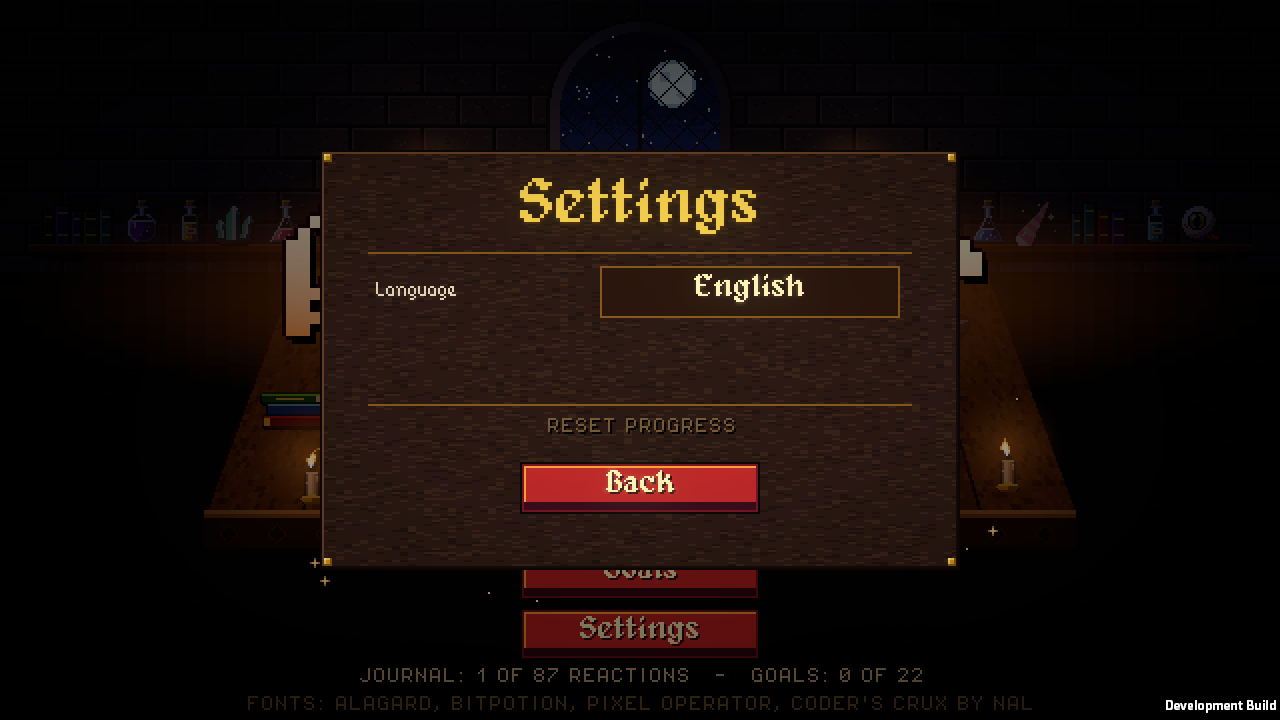 Settings
Language
English
RESET PROGRESS
Back
Goals
Settings
JOURNAL: 1 OF 87 REACTIONS - GOALS: 0 OF 22
FONTS: ALAGARD, BITPOTION, PIXEL OPERATOR, CODER'S CRUX BY NAL
Development Build